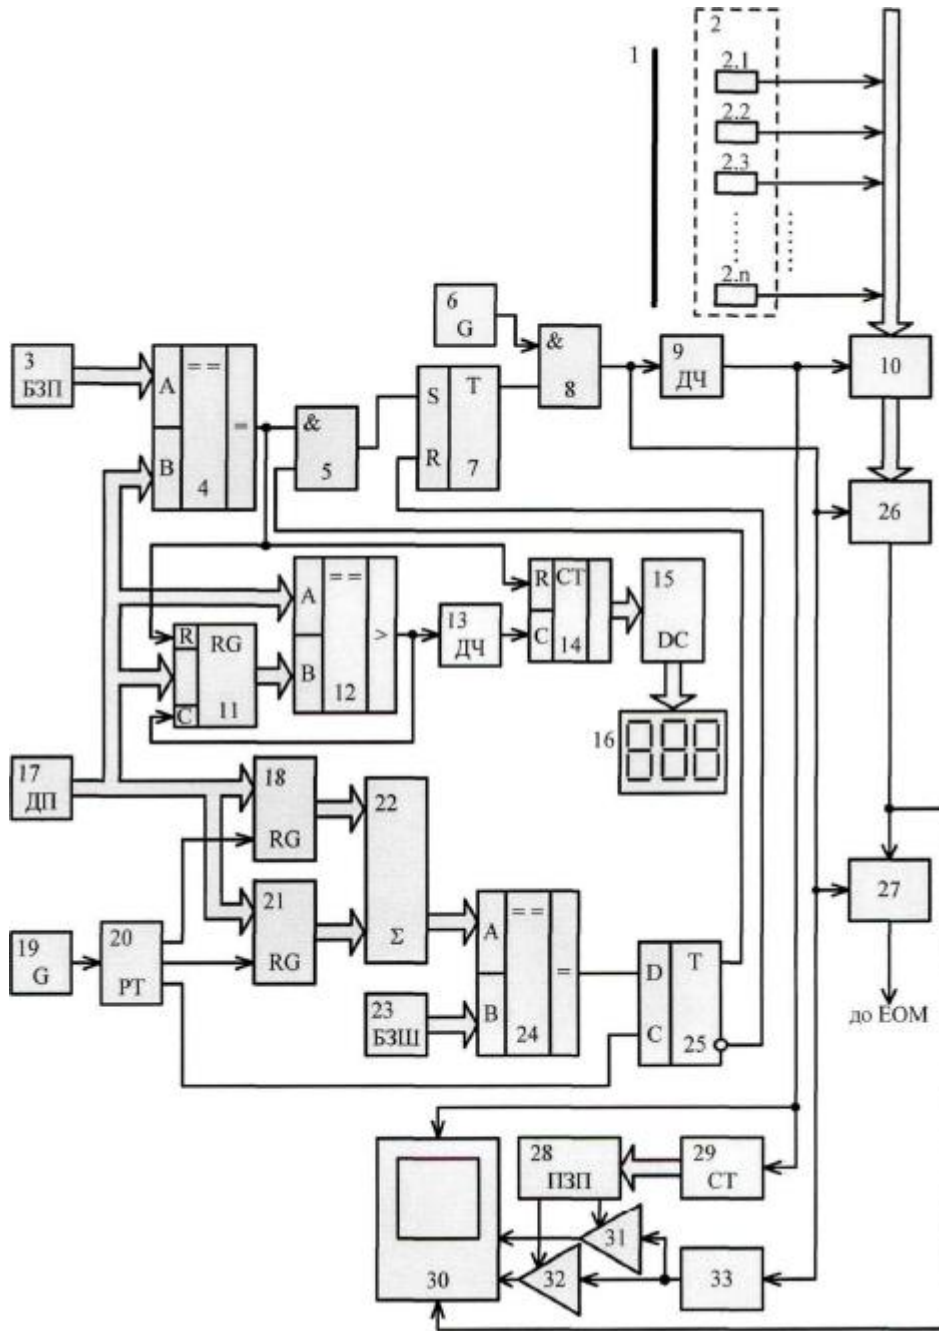 2
1
2.1
2.2
2.3
2.n
6
G
3
БЗП
A
B
==
=
4
&
5
S
R
T
7
&
8
9
ДЧ
10
26
R
C
RG
11
A
B
==
>
12
13
ДЧ
R
C
CT
14
15
DC
16
17
ДП
18
RG
22
Σ
21
RG
19
G
20
РТ
23
БЗШ
A
B
==
=
24
D
C
T
25
27
до ЕОМ
28
ПЗП
29
СТ
30
31
32
33